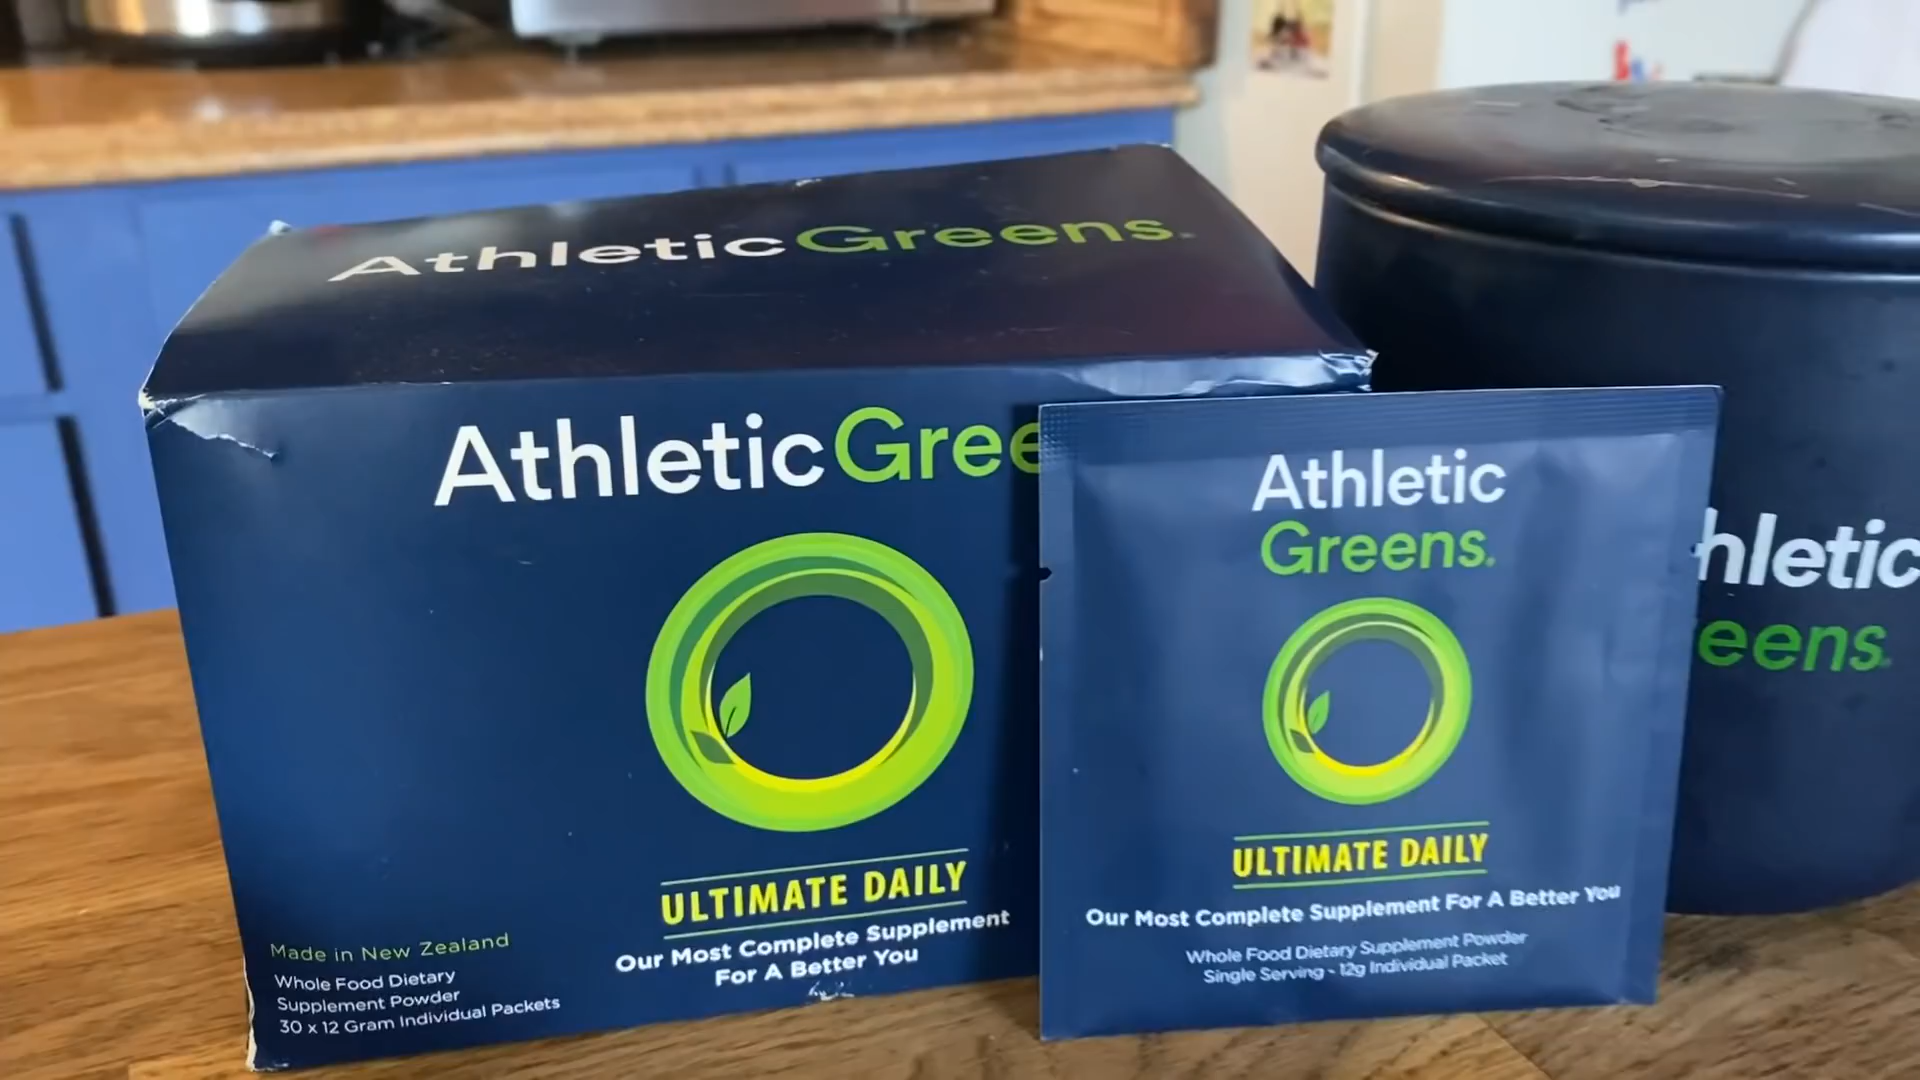 AthleticGreens.
AthleticGree
ULTIMATE DAILY
Our Most Complete Supplement
For A Better You
Made in New Zealand
Whole Food Dietary
Supplement Powder
30 x 12 Gram Individual Packets
Athletic
Greens.
ULTIMATE DAILY
Our Most Complete Supplement For A Better You
Whole Food Dietary Supplement Powder
Single Serving - 12g Individual Packet
hletic
eens.